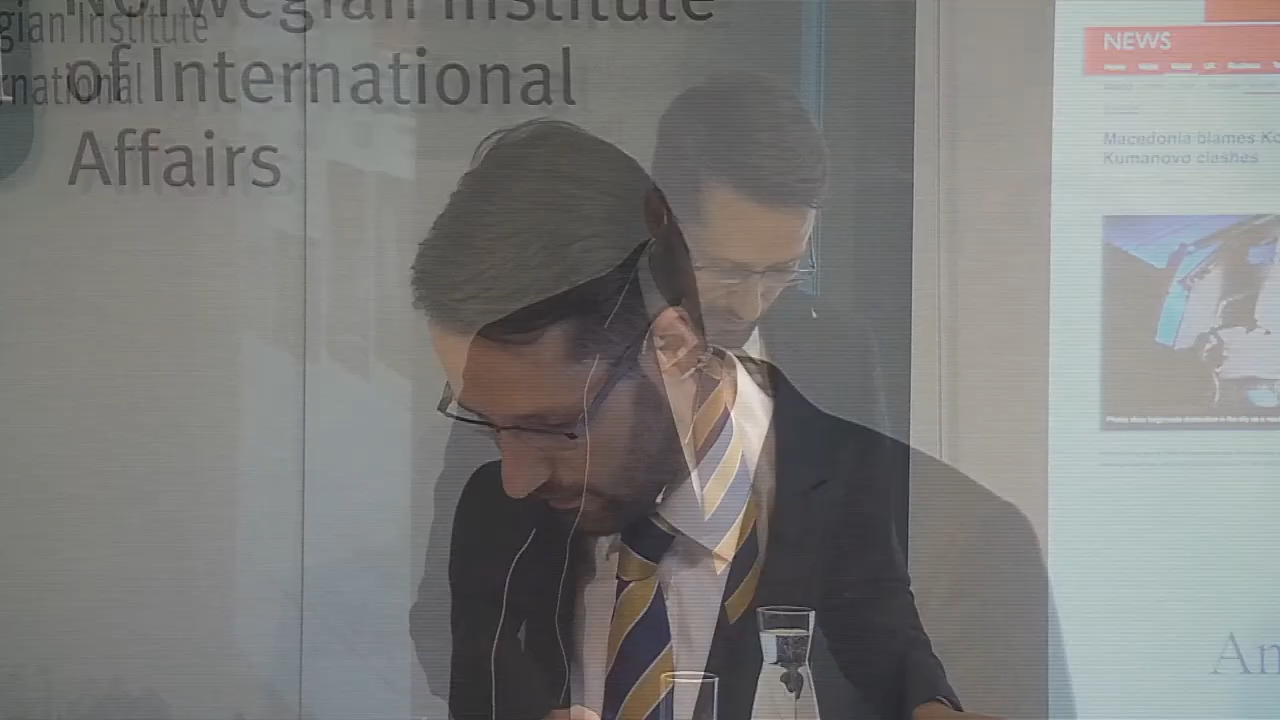 Norwegian Institute
of International
Affairs
gian Institute
rnational
NEWS
Macedonia blames Ko
Kumanovo clashes
An